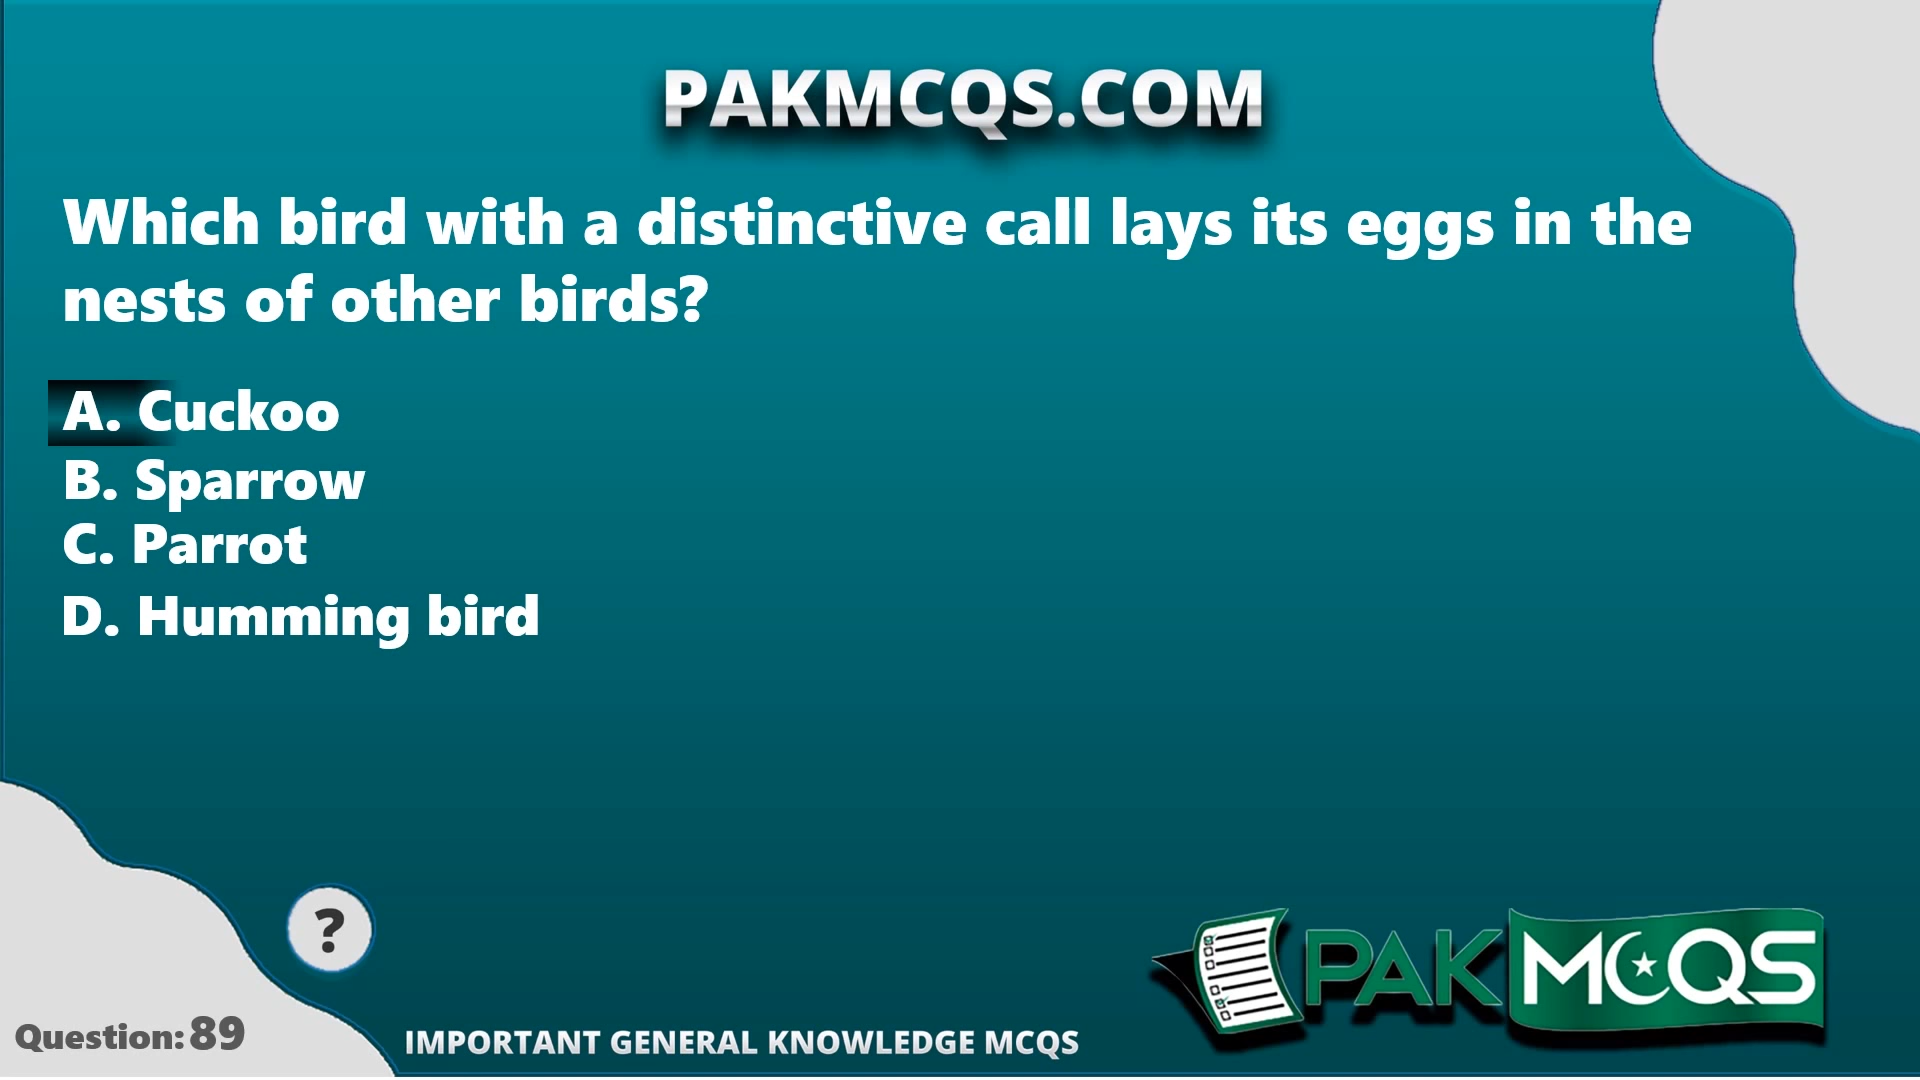 PAKMCQS.COM
Which bird with a distinctive call lays its eggs in the
nests of other birds?
A. Cuckoo
B. Sparrow
C. Parrot
D. Humming bird
?
PAKMCQS
Question: 89
IMPORTANT GENERAL KNOWLEDGE MCQS